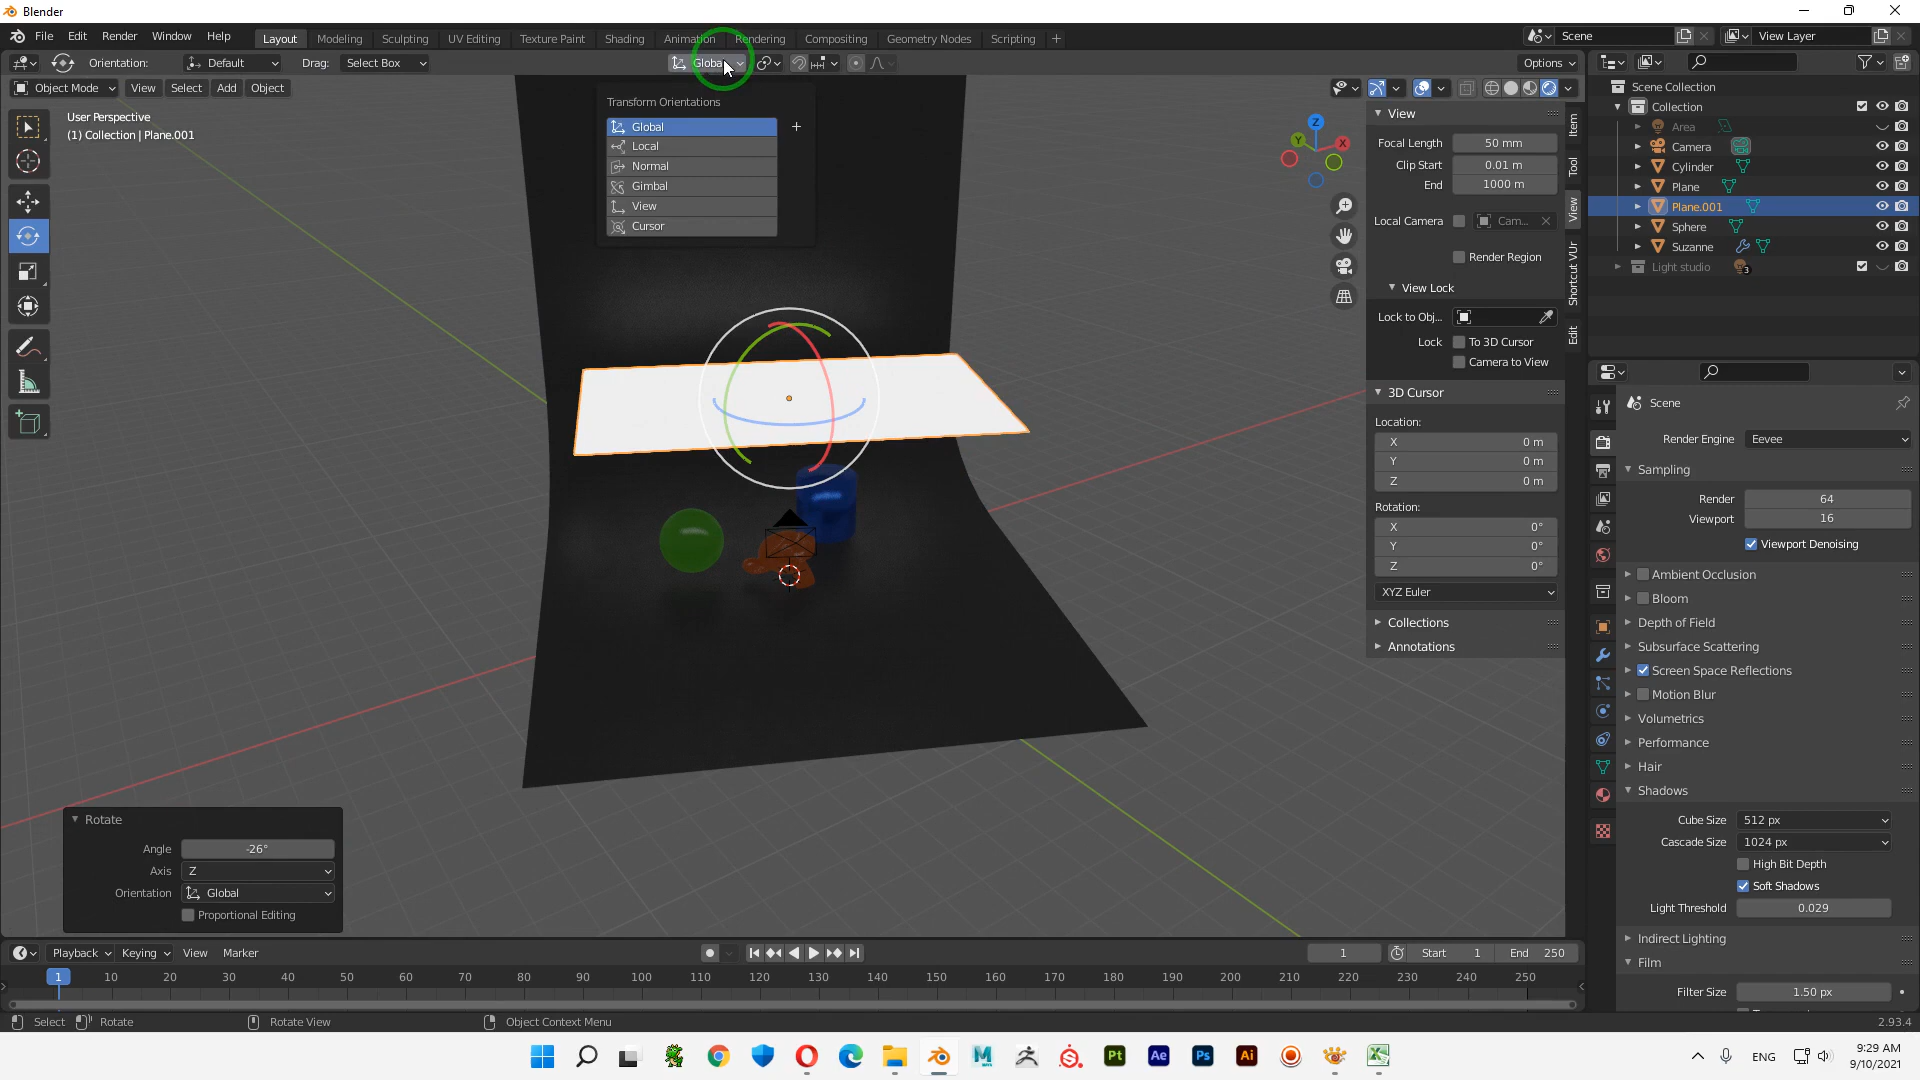 Blender
File Edit Render Window Help
Layout Modeling Sculpting UV Editing Texture Paint Shading Animation Rendering Compositing Geometry Nodes Scripting +
Scene
View Layer
Orientation: Default Drag: Select Box
Global
Options
Object Mode View Select Add Object
User Perspective
(1) Collection | Plane.001
Transform Orientations
Global
Local
Normal
Gimbal
View
Cursor
Z
Y
X
View
Focal Length 50 mm
Clip Start 0.01 m
End 1000 m
Local Camera Cam...
Render Region
View Lock
Lock to Obj...
Lock To 3D Cursor
Camera to View
3D Cursor
Location:
X 0 m
Y 0 m
Z 0 m
Rotation:
X 0°
Y 0°
Z 0°
XYZ Euler
Collections
Annotations
Item
Tool
View
Shortcut VUr
Edit
Scene Collection
Collection
Area
Camera
Cylinder
Plane
Plane.001
Sphere
Suzanne
Light studio 3
Scene
Render Engine Eevee
Sampling
Render 64
Viewport 16
Viewport Denoising
Ambient Occlusion
Bloom
Depth of Field
Subsurface Scattering
Screen Space Reflections
Motion Blur
Volumetrics
Performance
Hair
Shadows
Cube Size 512 px
Cascade Size 1024 px
High Bit Depth
Soft Shadows
Light Threshold 0.029
Indirect Lighting
Film
Filter Size 1.50 px
Rotate
Angle -26°
Axis Z
Orientation Global
Proportional Editing
Playback Keying View Marker
1 Start 1 End 250
1 10 20 30 40 50 60 70 80 90 100 110 120 130 140 150 160 170 180 190 200 210 220 230 240 250
Select Rotate Rotate View Object Context Menu 2.93.4
Pt Ae Ps Ai
ENG
9:29 AM
9/10/2021